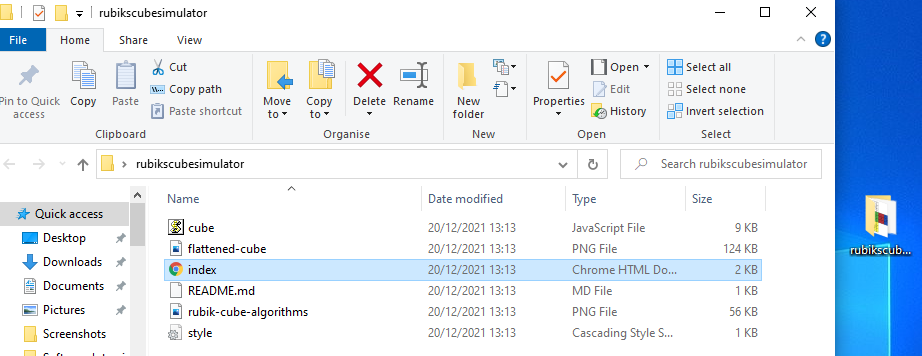 rubikscubesimulator
File Home Share View
Pin to Quick access
Copy
Paste
Cut
Copy path
Paste shortcut
Clipboard
Move to
Copy to
Delete
Rename
Organise
New folder
New
Properties
Open
Edit
History
Open
Select all
Select none
Invert selection
Select
rubikscubesimulator
Search rubikscubesimulator
Quick access
Desktop
Downloads
Documents
Pictures
Screenshots
Name Date modified Type Size
cube 20/12/2021 13:13 JavaScript File 9 KB
flattened-cube 20/12/2021 13:13 PNG File 124 KB
index 20/12/2021 13:13 Chrome HTML Do... 2 KB
README.md 20/12/2021 13:13 MD File 1 KB
rubik-cube-algorithms 20/12/2021 13:13 PNG File 56 KB
style 20/12/2021 13:13 Cascading Style S... 1 KB
rubikscub...